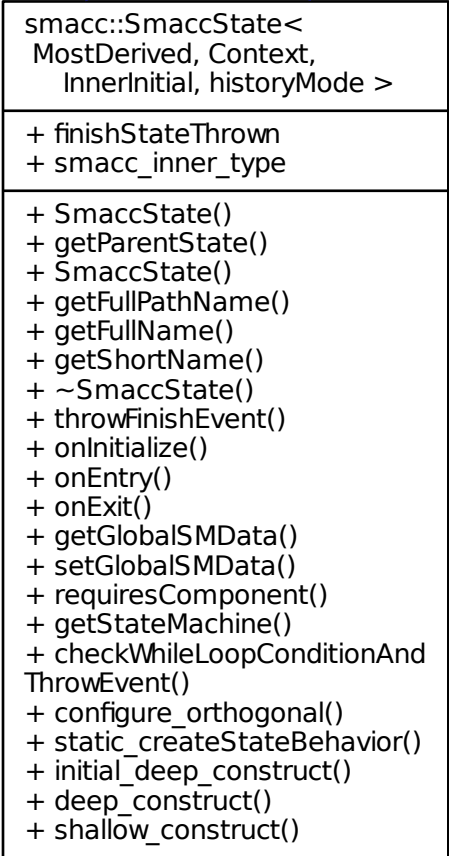 smacc::SmaccState<
MostDerived, Context,
InnerInitial, historyMode >
+ finishStateThrown
+ smacc_inner_type
+ SmaccState()
+ getParentState()
+ SmaccState()
+ getFullPathName()
+ getFullName()
+ getShortName()
+ ~SmaccState()
+ throwFinishEvent()
+ onInitialize()
+ onEntry()
+ onExit()
+ getGlobalSMData()
+ setGlobalSMData()
+ requiresComponent()
+ getStateMachine()
+ checkWhileLoopConditionAnd
ThrowEvent()
+ configure_orthogonal()
+ static_createStateBehavior()
+ initial_deep_construct()
+ deep_construct()
+ shallow_construct()